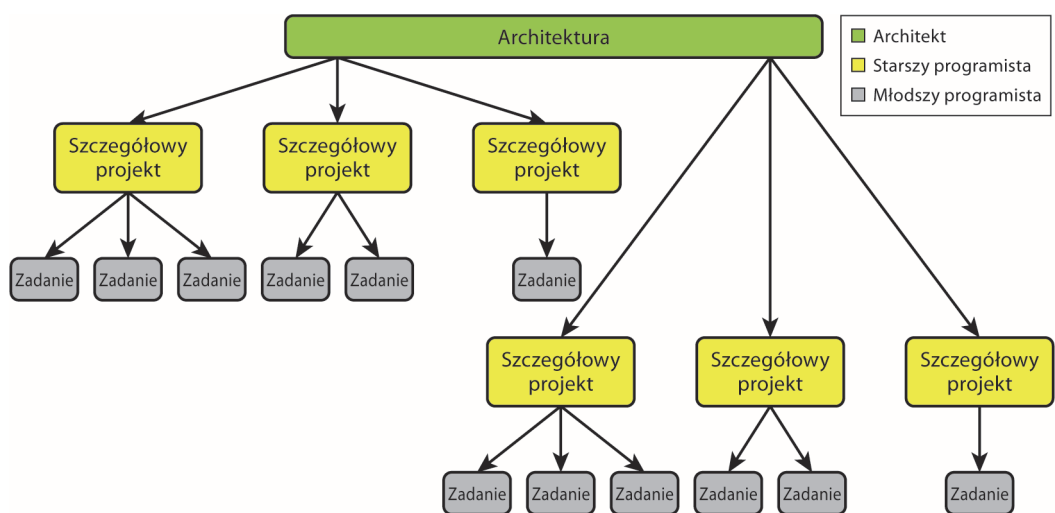 Architektura
Architekt
Starszy programista
Młodszy programista
Szczegółowy
projekt
Szczegółowy
projekt
Szczegółowy
projekt
Zadanie
Zadanie
Zadanie
Zadanie
Zadanie
Zadanie
Szczegółowy
projekt
Szczegółowy
projekt
Szczegółowy
projekt
Zadanie
Zadanie
Zadanie
Zadanie
Zadanie
Zadanie